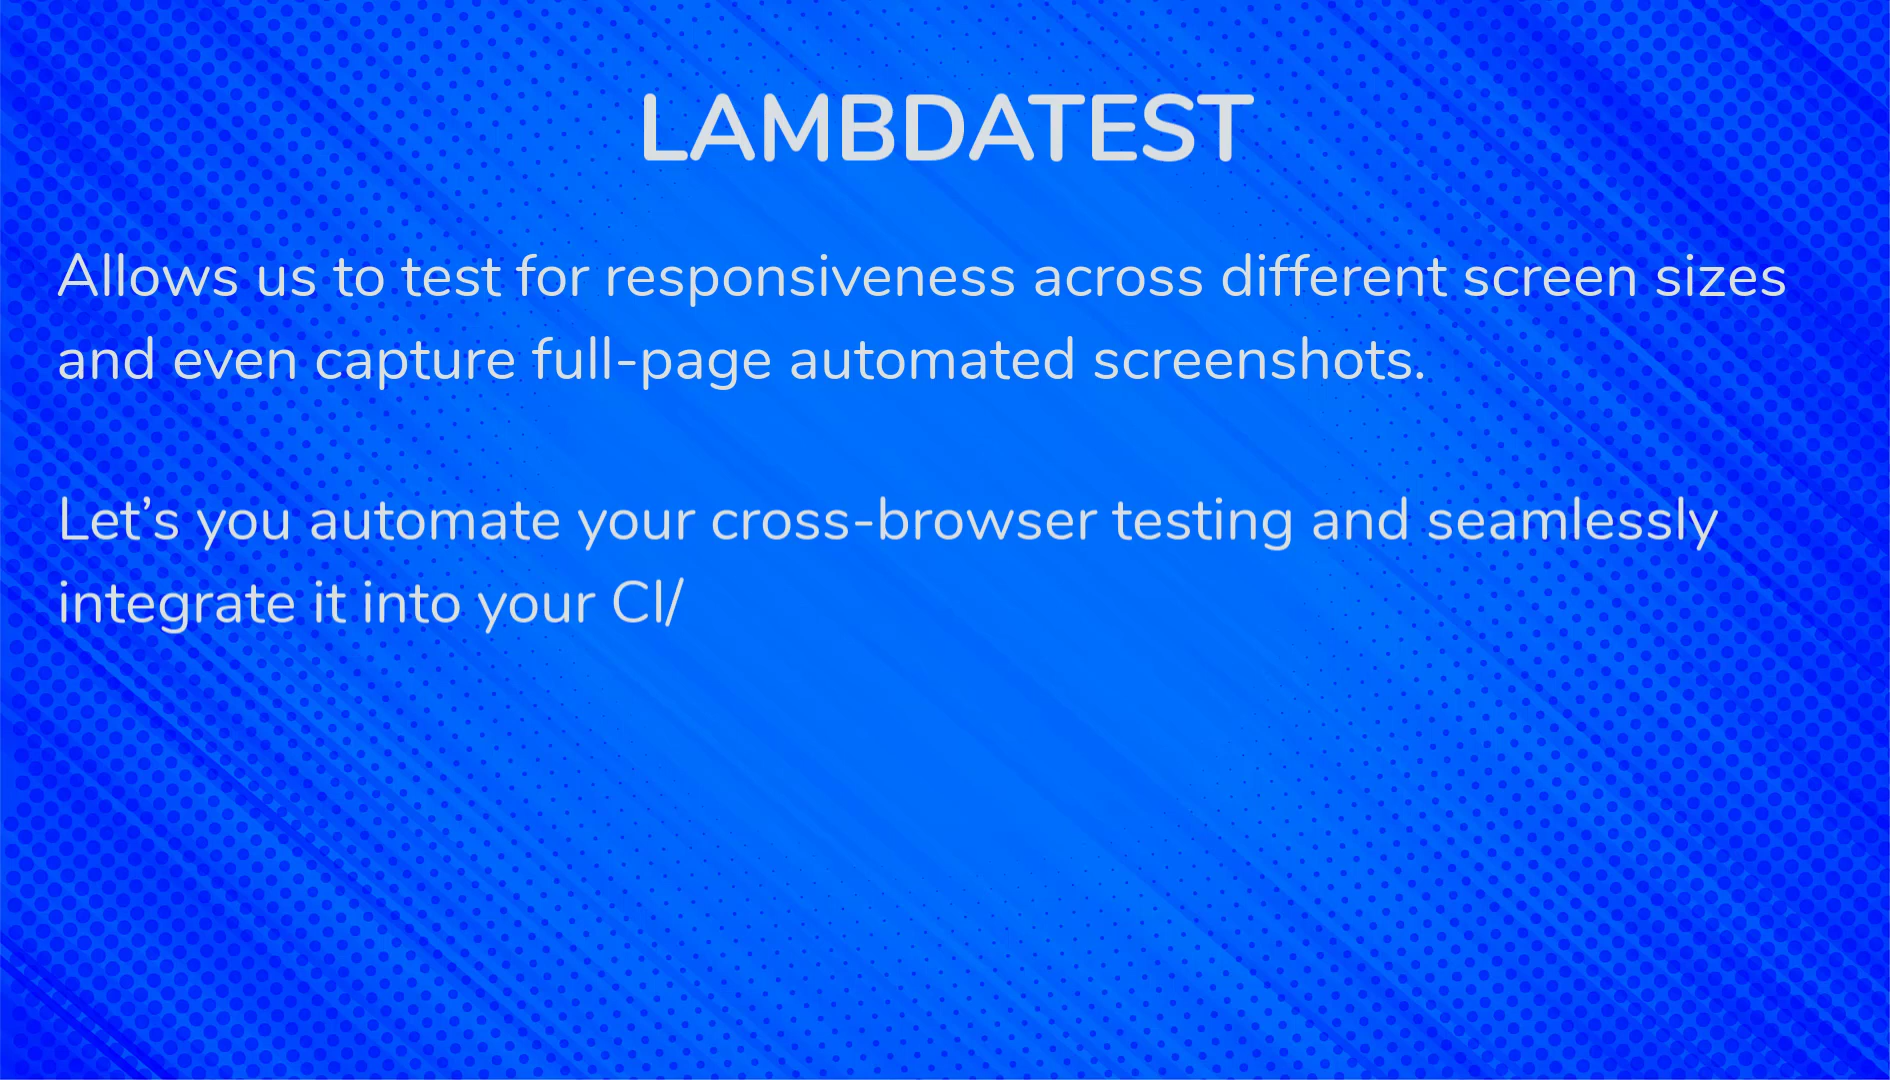 LAMBDATEST
Allows us to test for responsiveness across different screen sizes
and even capture full-page automated screenshots.
Let’s you automate your cross-browser testing and seamlessly
integrate it into your CI/